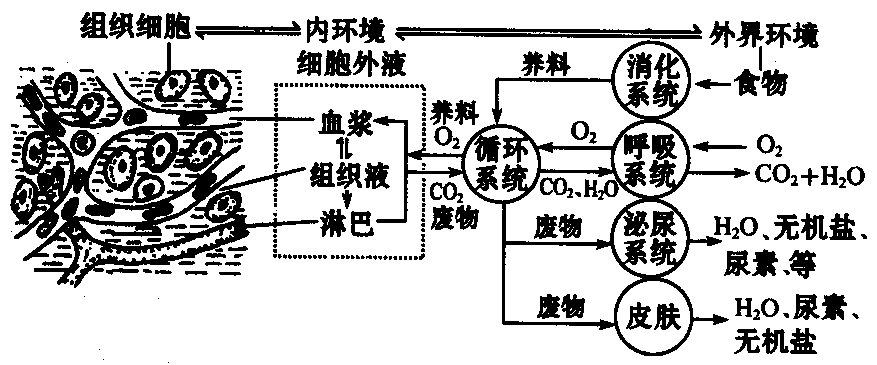 组织细胞 内环境 外界环境
细胞外液
养料 消化系统 食物
血浆 养料 O₂ 循环系统 O₂ 呼吸系统 O₂
组织液 CO₂ 废物 CO₂、H₂O CO₂+H₂O
淋巴
废物 泌尿系统 H₂O、无机盐、
尿素、等
废物 皮肤 H₂O、尿素、
无机盐